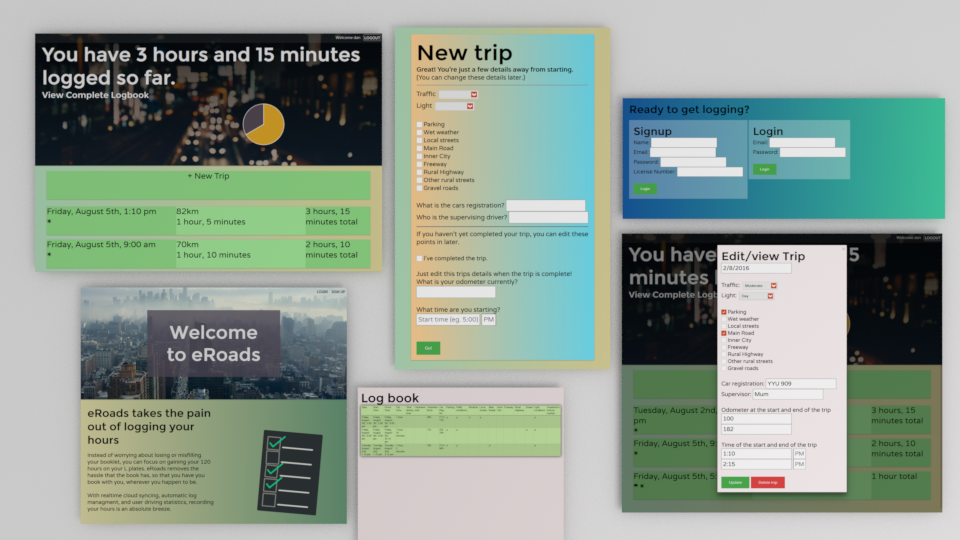 Welcome dan LOGOUT
You have 3 hours and 15 minutes
logged so far.
View Complete Logbook
+ New Trip
Friday, August 5th, 1:10 pm
82km
1 hour, 5 minutes
3 hours, 15
minutes total
Friday, August 5th, 9:00 am
70km
1 hour, 10 minutes
2 hours, 10
minutes total
New trip
Great! You're just a few details away from starting.
(You can change these details later.)
Traffic:
Light:
Parking
Wet weather
Local streets
Main Road
Inner City
Freeway
Rural Highway
Other rural streets
Gravel roads
What is the cars registration?
Who is the supervising driver?
If you haven't yet completed your trip, you can edit these
points in later.
I've completed the trip.
Just edit this trips details when the trip is complete!
What is your odometer currently?
What time are you starting?
Start time (eg. 5:00) PM
Go!
Ready to get logging?
Signup
Name:
Email:
Password:
License Number:
Login
Login
Email:
Password:
Login
LOGIN SIGN UP
Welcome
to eRoads
eRoads takes the pain
out of logging your
hours
Instead of worrying about losing or misfiling
your booklet, you can focus on gaining your 120
hours on your L plates. eRoads removes the
hassle that the book has, so that you have you
book with you, wherever you happen to be.
With realtime cloud syncing, automatic log
managment, and user driving statistics, recording
your hours is an absolute breeze.
Log book
Welcome dan LOGOUT
You have
5
minutes
View Complete Logb
Tuesday, August 2nd,
pm
3 hours, 15
minutes total
Friday, August 5th, 9:
2 hours, 10
minutes total
Friday, August 5th,
1 hour total
Edit/view Trip
2/8/2016
Traffic: Moderate
Light: Day
Parking
Wet weather
Local streets
Main Road
Inner City
Freeway
Rural Highway
Other rural streets
Gravel roads
Car registration: YYU 909
Supervisor: Mum
Odometer at the start and end of the trip
100
182
Time of the start and end of the trip
1:10 PM
2:15 PM
Update Delete trip